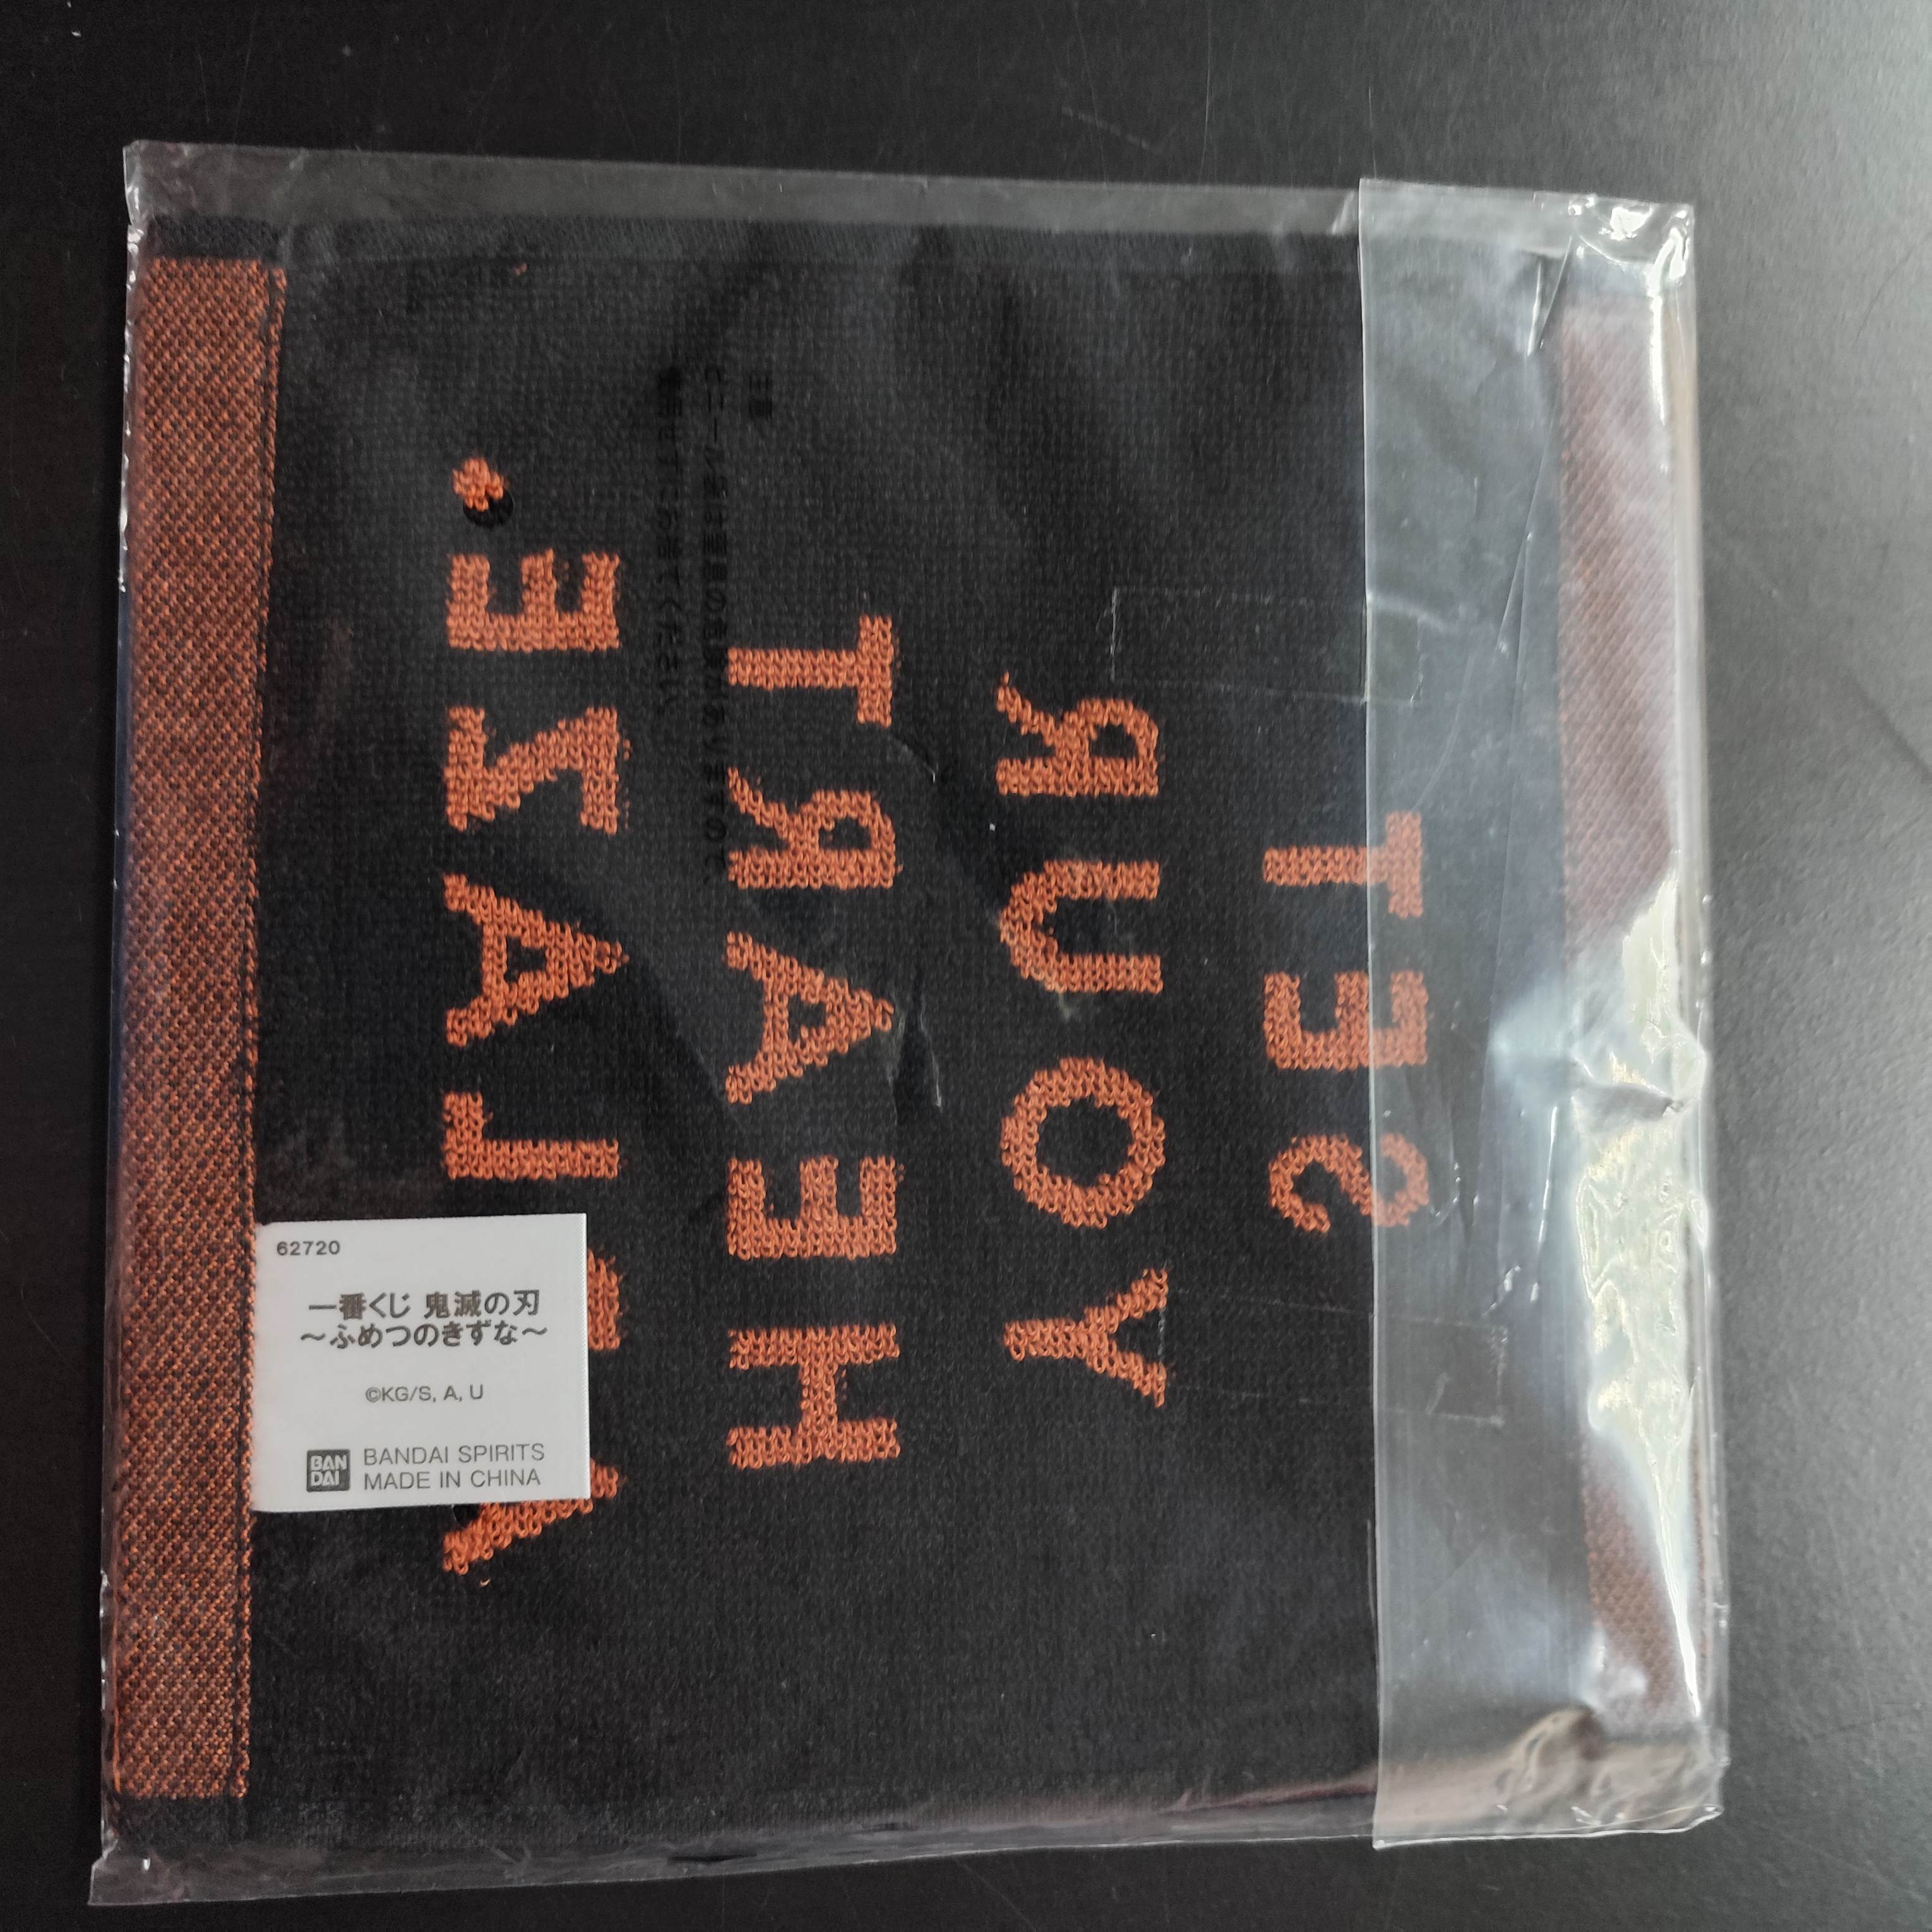 SET
YOUR
HEART
ABLAZE.
62720
一番くじ 鬼滅の刃
～ふめつのきずな～
©KG/S, A, U
BAN
DAI
BANDAI SPIRITS
MADE IN CHINA